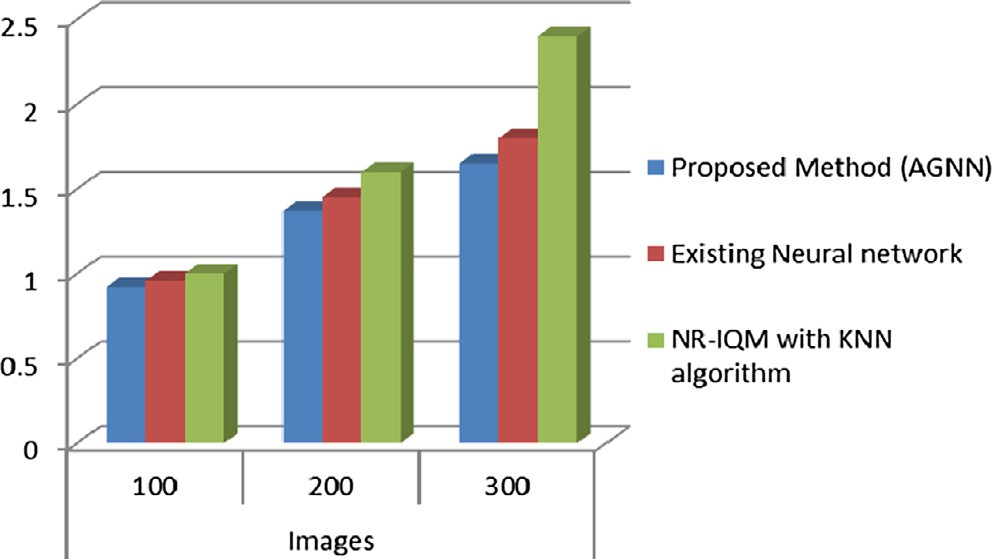 2.5
2
1.5
1
0.5
0
100 200 300
Images
Proposed Method (AGNN)
Existing Neural network
NR-IQM with KNN
algorithm